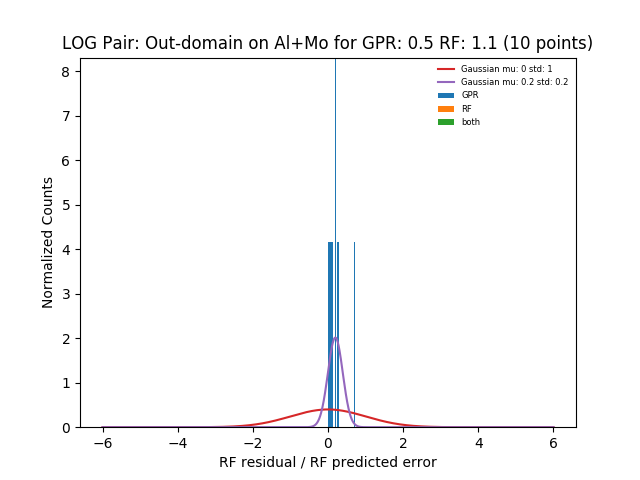 LOG Pair: Out-domain on Al+Mo for GPR: 0.5 RF: 1.1 (10 points)
Gaussian mu: 0 std: 1
Gaussian mu: 0.2 std: 0.2
GPR
RF
both
Normalized Counts
8
7
6
5
4
3
2
1
0
−6 −4 −2 0 2 4 6
RF residual / RF predicted error